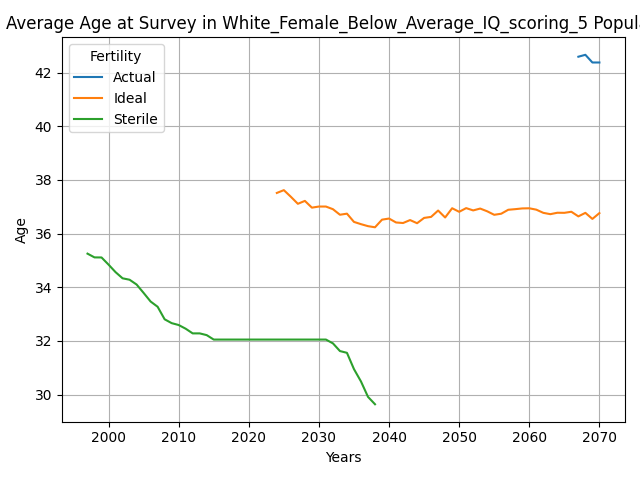 Average Age at Survey in White_Female_Below_Average_IQ_scoring_5
Fertility
Actual
Ideal
Sterile
Age
42
40
38
36
34
32
30
2000 2010 2020 2030 2040 2050 2060 2070
Years